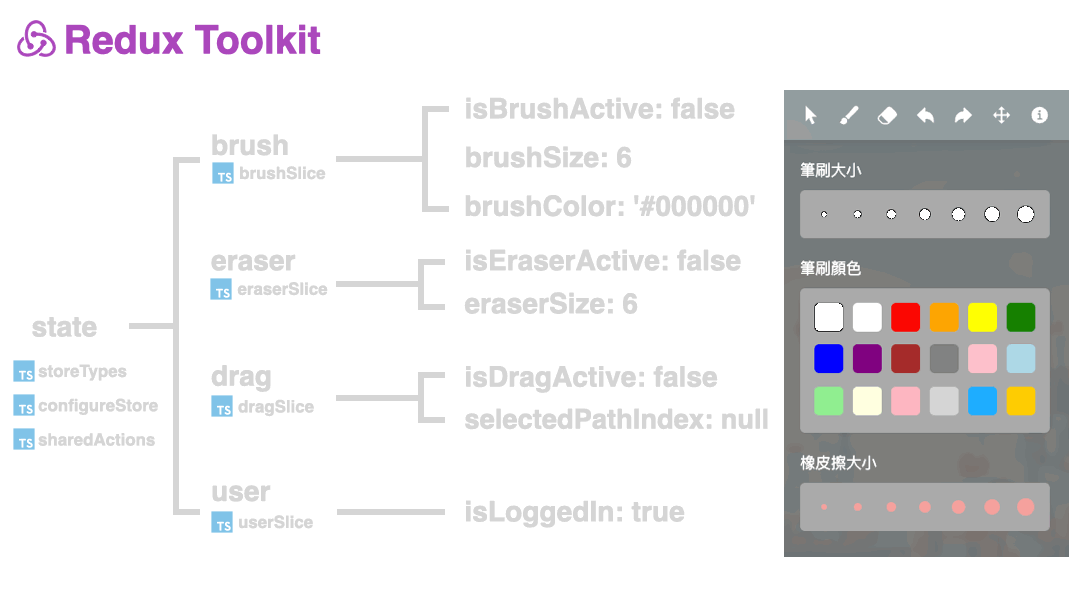 Redux Toolkit
state
TS storeTypes
TS configureStore
TS sharedActions
brush
TS brushSlice
isBrushActive: false
brushSize: 6
brushColor: '#000000'
eraser
TS eraserSlice
isEraserActive: false
eraserSize: 6
drag
TS dragSlice
isDragActive: false
selectedPathIndex: null
user
TS userSlice
isLoggedIn: true
筆刷大小
筆刷顏色
橡皮擦大小